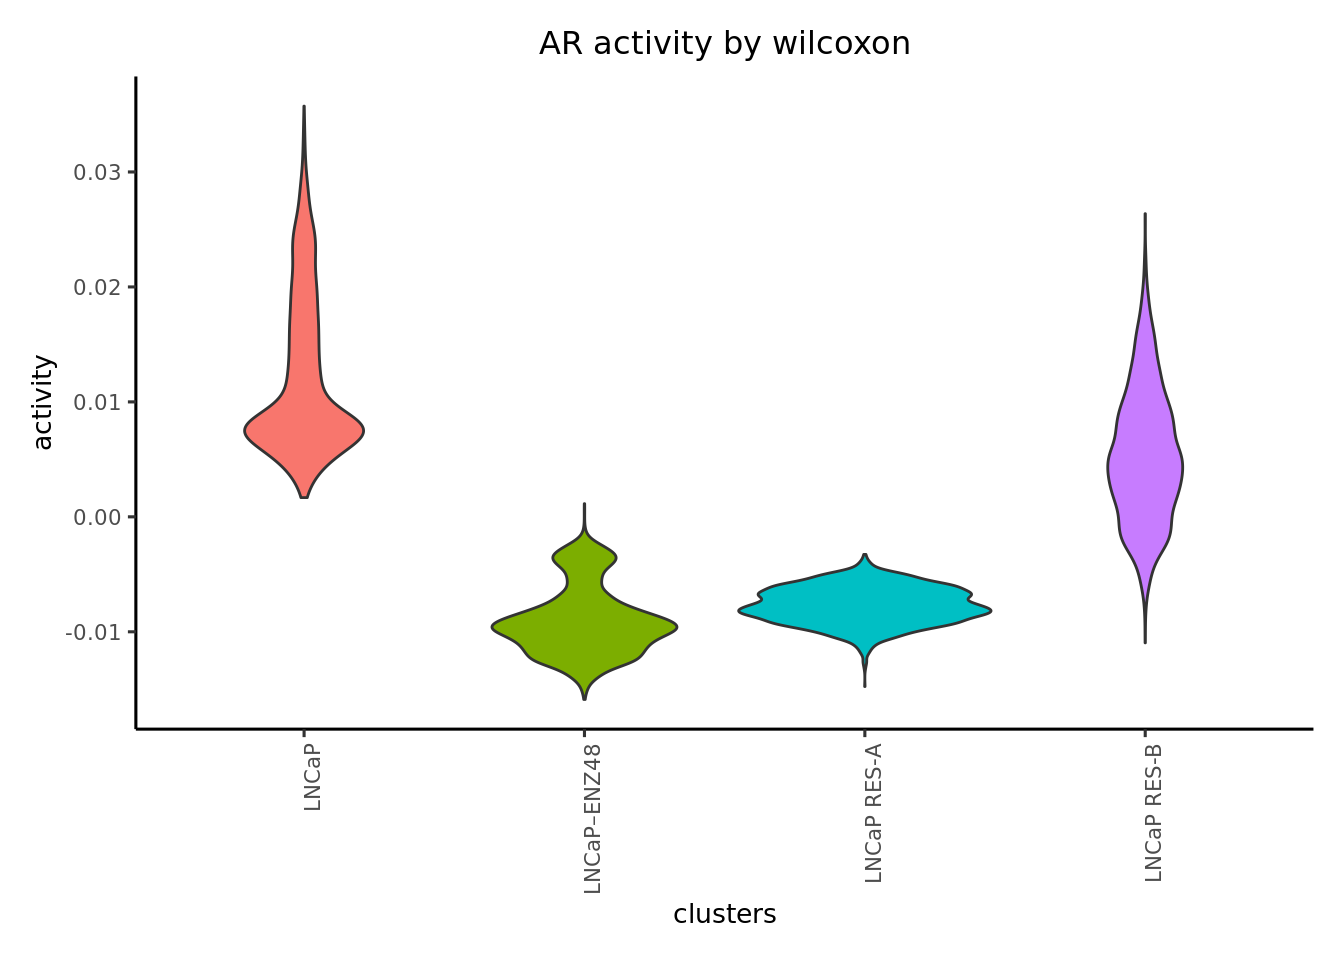 AR activity by wilcoxon
activity
0.03
0.02
0.01
0.00
-0.01
LNCaP
LNCaP−ENZ48
LNCaP RES-A
LNCaP RES-B
clusters